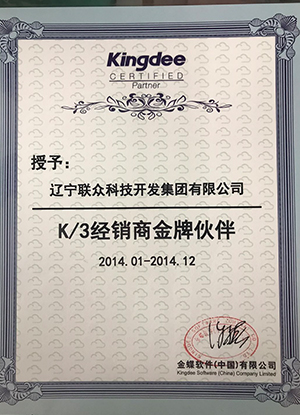 Kingdee
CERTIFIED
Partner
授予：
辽宁联众科技开发集团有限公司
K/3经销商金牌伙伴
2014.01-2014.12
金蝶软件(中国)有限公司
Kingdee Software (China) Company Limited